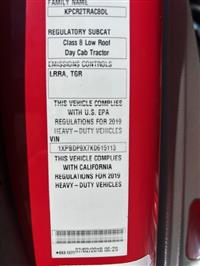 FAMILY NAME
KPCR2TRAC8DL
REGULATORY SUBCAT
Class 8 Low Roof
Day Cab Tractor
EMISSIONS CONTROLS
LRRA, TGR
THIS VEHICLE COMPLIES
WITH U.S. EPA
REGULATIONS FOR 2019
HEAVY-DUTY VEHICLES
VIN
1XPBDP9X7KD615113
THIS VEHICLE COMPLIES
WITH CALIFORNIA
REGULATIONS FOR 2019
HEAVY-DUTY VEHICLES